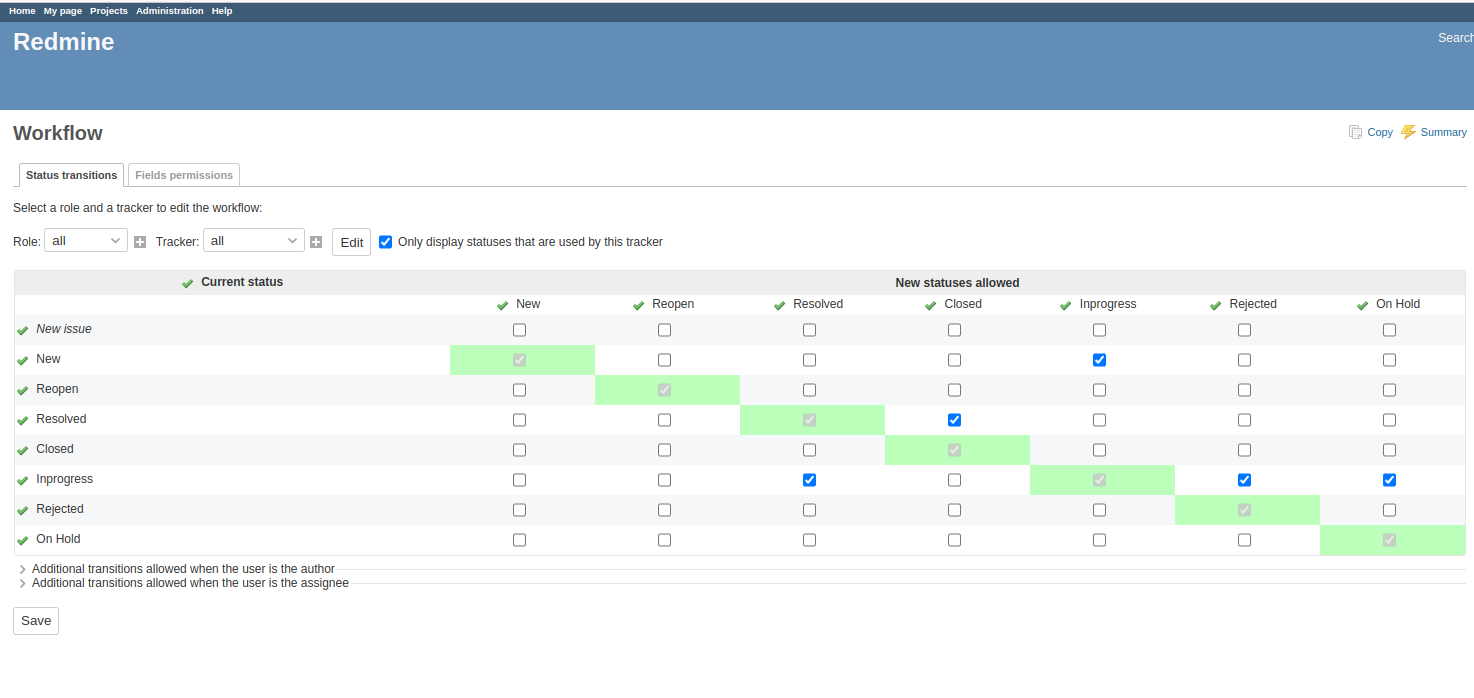 Home My page Projects Administration Help
Redmine
Search
Workflow
Copy Summary
Status transitions Fields permissions
Select a role and a tracker to edit the workflow:
Role: all Tracker: all Edit Only display statuses that are used by this tracker
Current status New statuses allowed
New Reopen Resolved Closed Inprogress Rejected On Hold
New issue
New
Reopen
Resolved
Closed
Inprogress
Rejected
On Hold
Additional transitions allowed when the user is the author
Additional transitions allowed when the user is the assignee
Save